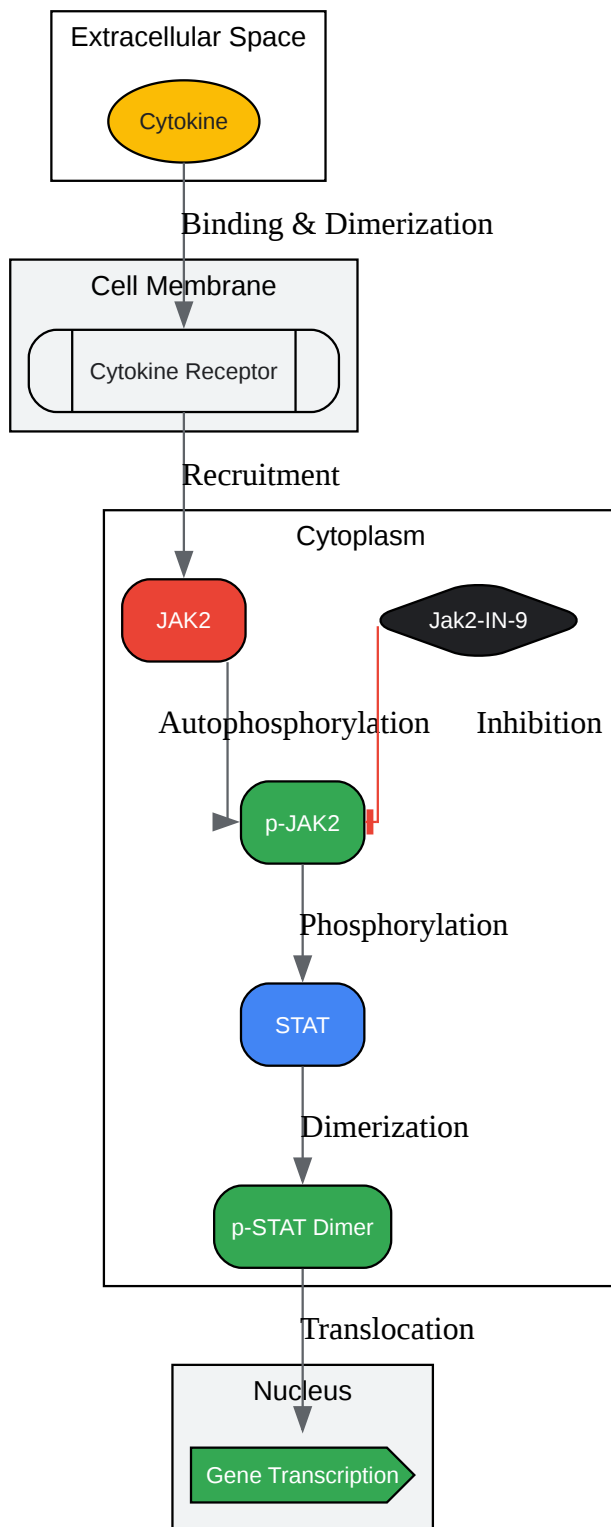 Extracellular Space
Cytokine
Binding & Dimerization
Cell Membrane
Cytokine Receptor
Recruitment
Cytoplasm
JAK2
Jak2-IN-9
Autophosphorylation
Inhibition
p-JAK2
Phosphorylation
STAT
Dimerization
p-STAT Dimer
Translocation
Nucleus
Gene Transcription